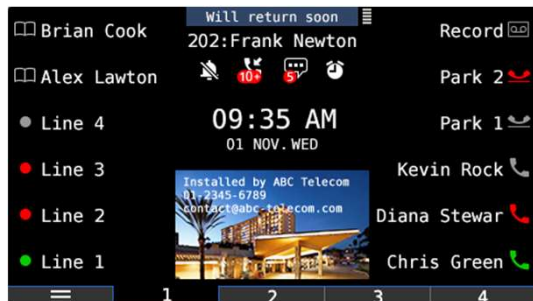 Will return soon
Brian Cook
202:Frank Newton
Record
Alex Lawton
10+
5
Park 2
Line 4
09:35 AM
Park 1
01 NOV. WED
Line 3
Kevin Rock
Installed by ABC Telecom
01-2345-6789
contact@abc-telecom.com
Line 2
Diana Stewar
Line 1
Chris Green
1
2
3
4